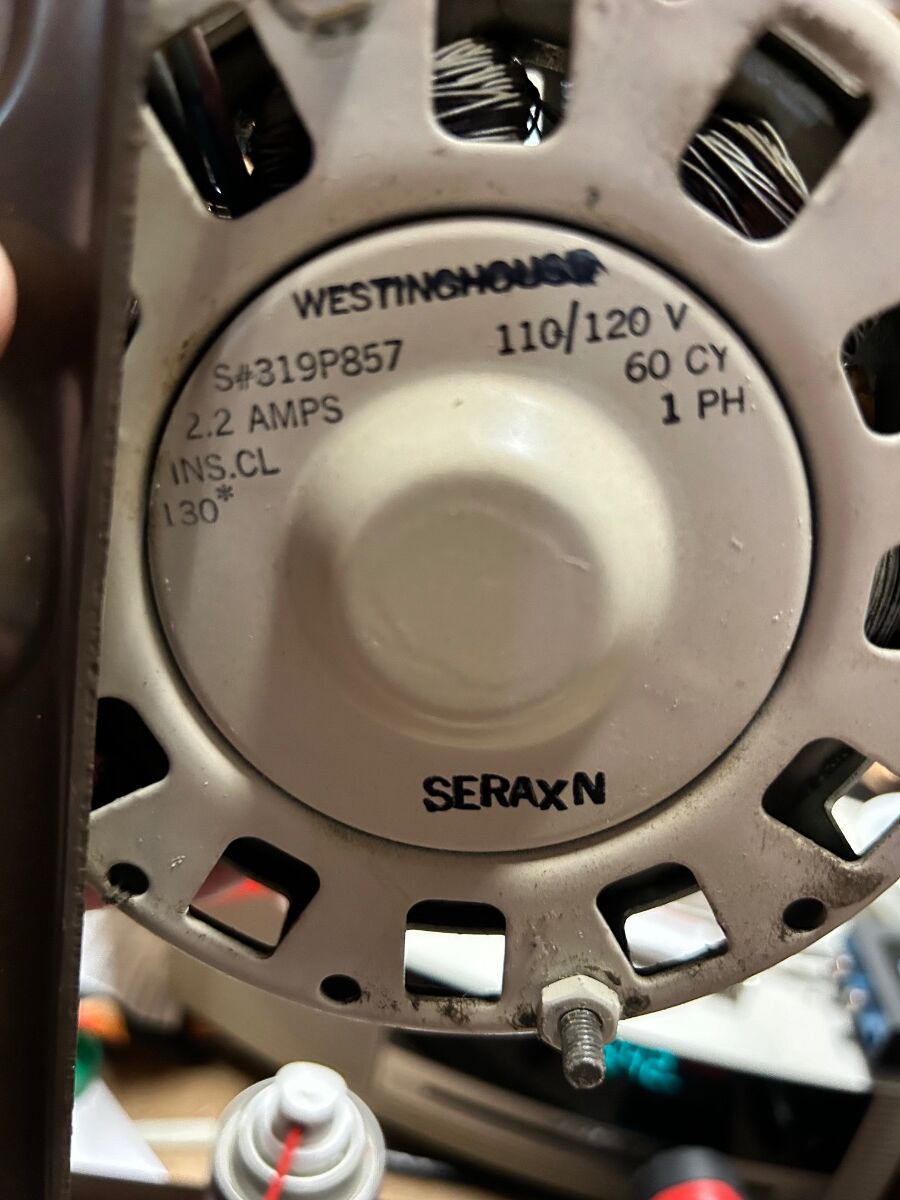 WESTINGHOUSE
S#319P857 110/120 V
2.2 AMPS 60 CY
INS.CL 1 PH
130*
SERAXN